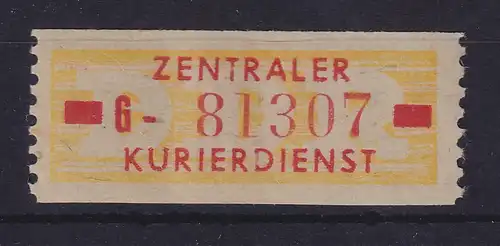 ZENTRALER
G- 81307
KURIERDIENST